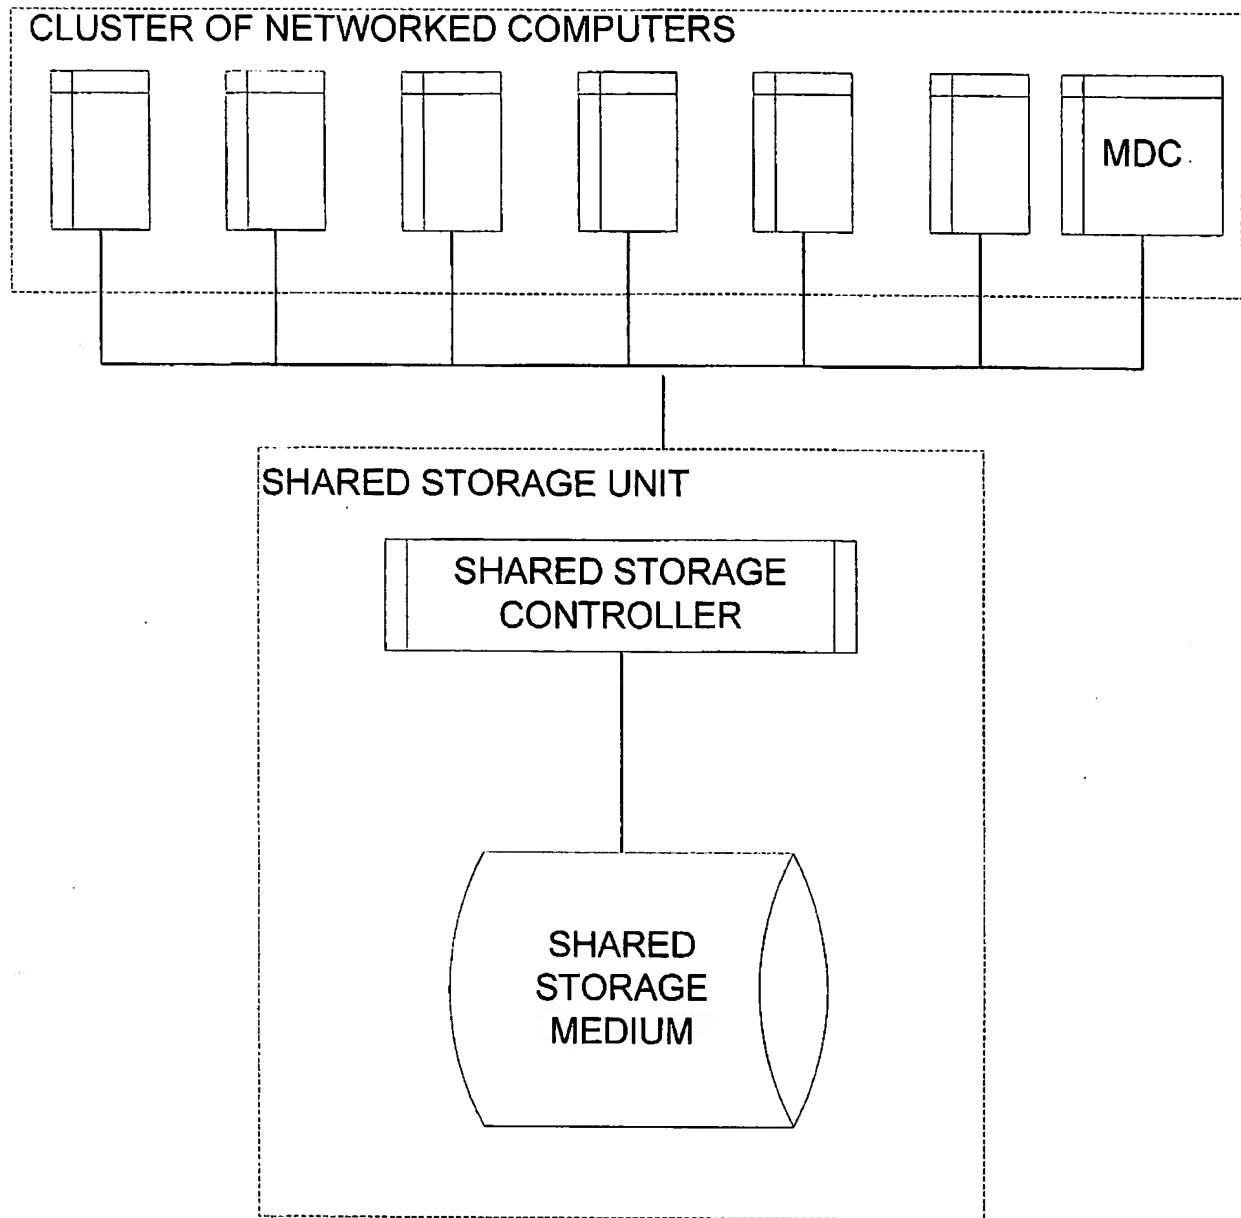 CLUSTER OF NETWORKED COMPUTERS
MDC
SHARED STORAGE UNIT
SHARED STORAGE
CONTROLLER
SHARED
STORAGE
MEDIUM